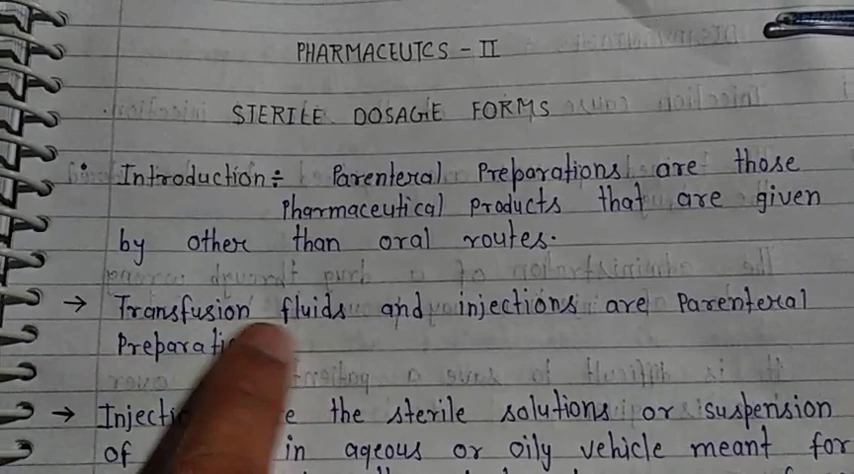 PHARMACEUTCS - II
STERILE DOSAGE FORMS
Introduction ÷ Parenteral Preparations are those
Pharmaceutical Products that are given
by other than oral routes.
→ Transfusion fluids and injections are Parenteral
Preparati
→ Injectio e the sterile solutions or suspension
of in aqeous or oily vehicle meant for